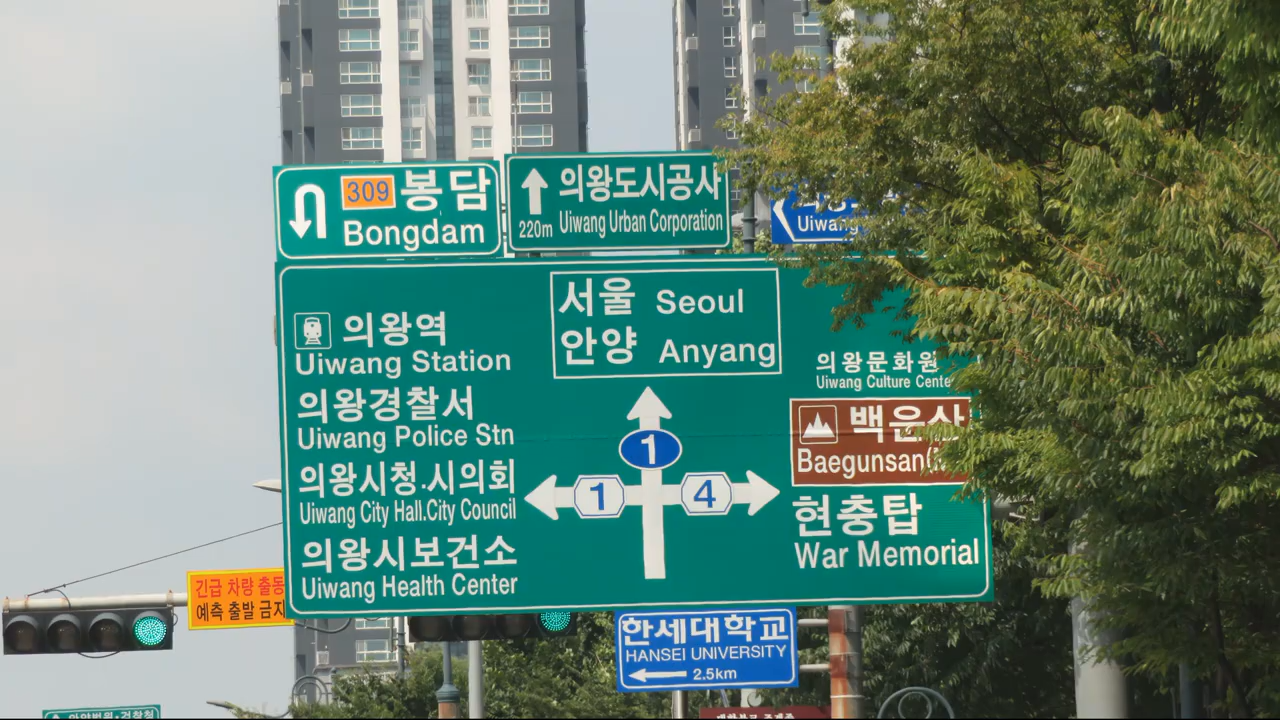 309 봉담
Bongdam
의왕도시공사
220m Uiwang Urban Corporation
Uiwang
서울 Seoul
안양 Anyang
의왕역
Uiwang Station
의왕경찰서
Uiwang Police Stn
의왕시청.시의회
Uiwang City Hall.City Council
의왕시보건소
Uiwang Health Center
1
1
4
의왕문화원
Uiwang Culture Cente
백운산
Baegunsan(
현충탑
War Memorial
긴급 차량 출동
예측 출발 금지
한세대학교
HANSEI UNIVERSITY
2.5km